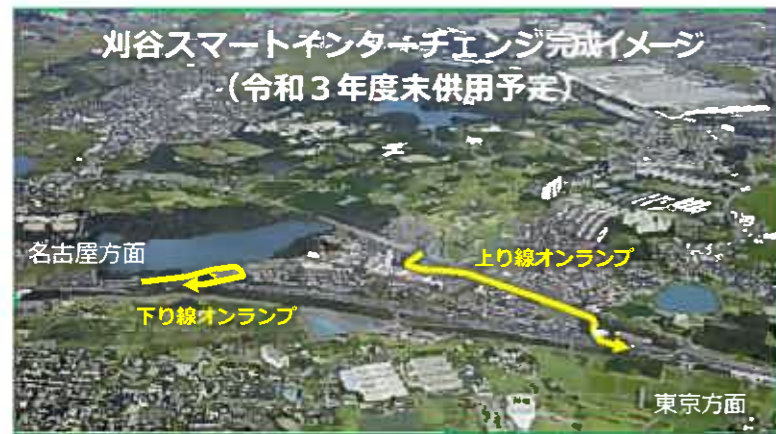 刈谷スマートインターチェンジ完成イメージ
(令和3年度末供用予定)
名古屋方面
上り線オンランプ
下り線オンランプ
東京方面